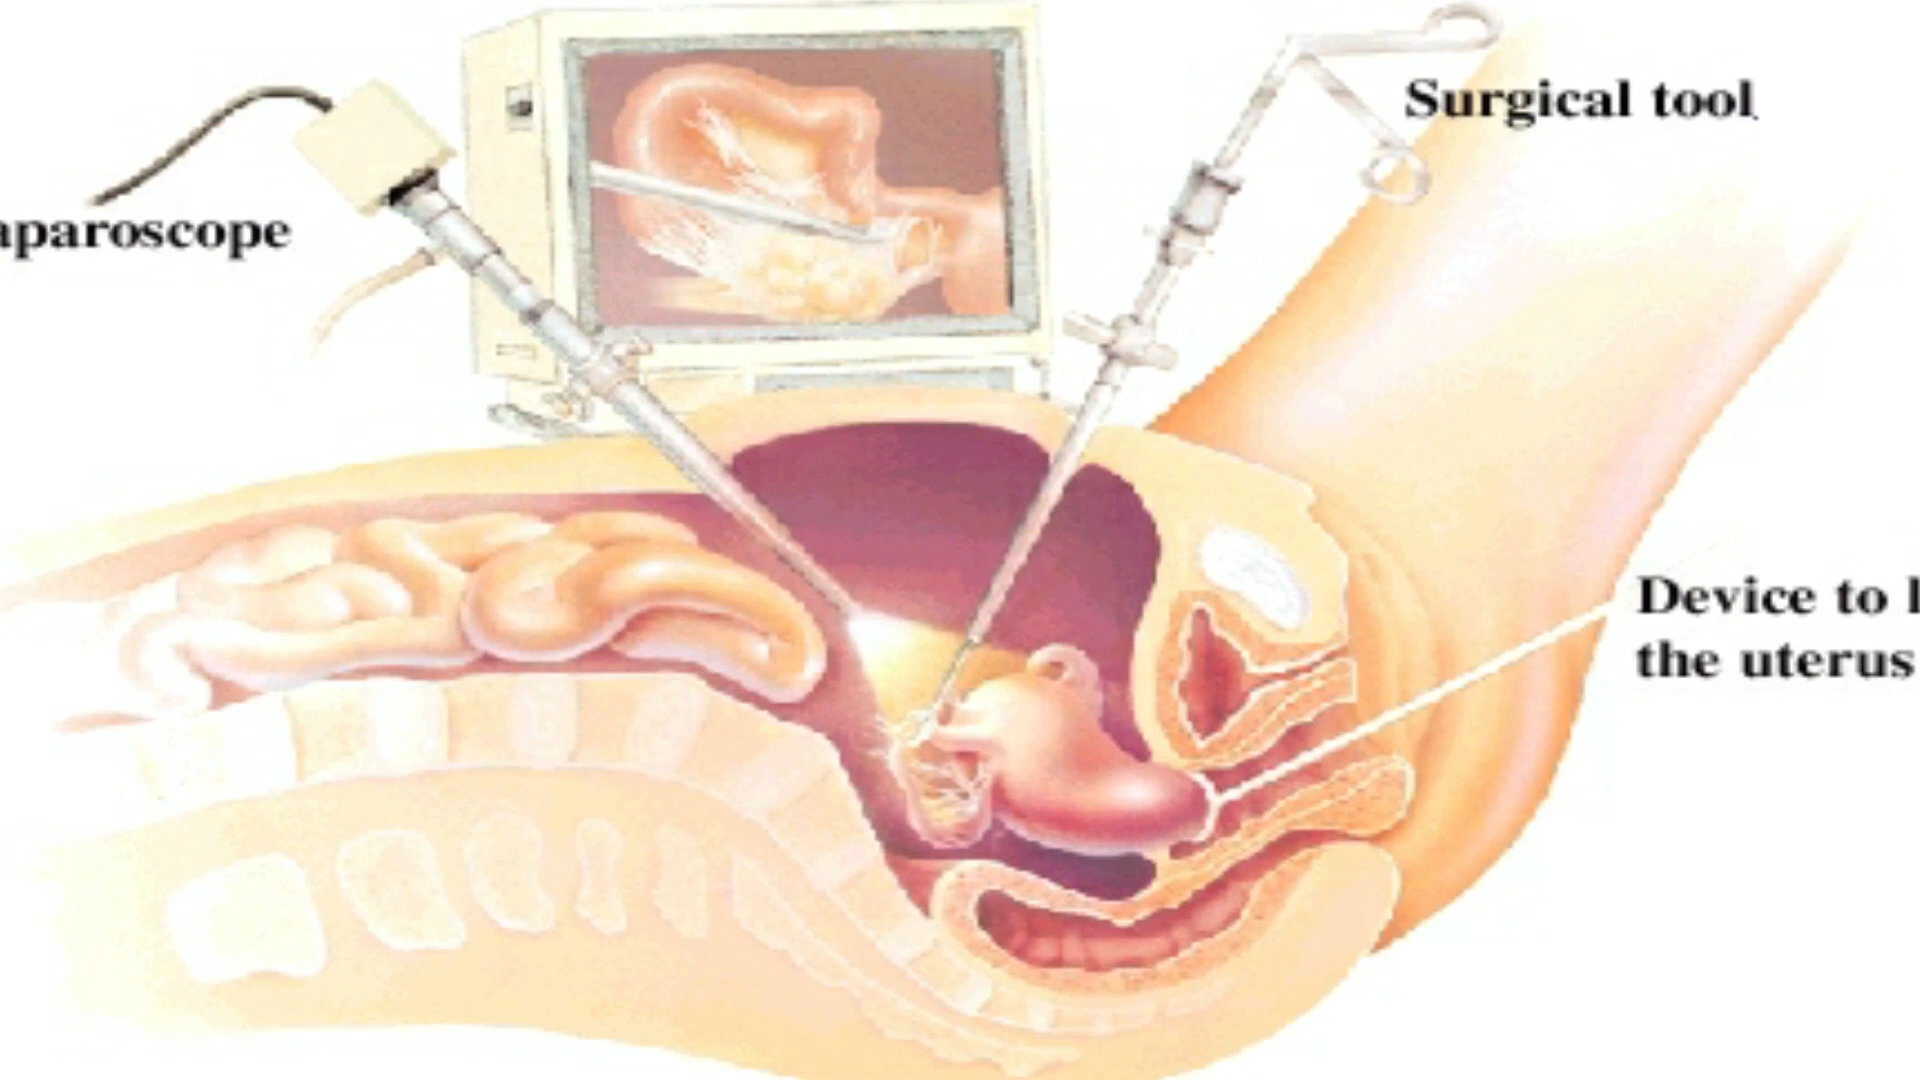 Surgical tool
aparoscope
Device to
the uterus